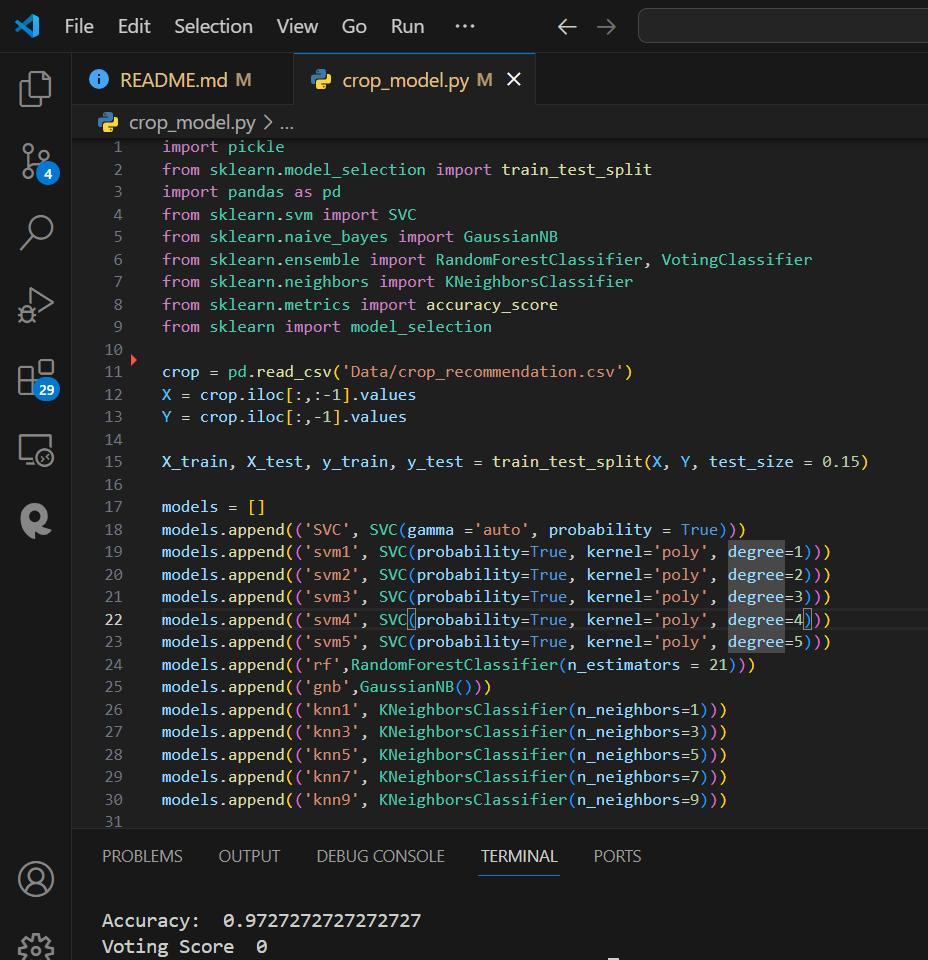 File Edit Selection View Go Run ...
README.md M crop_model.py M
crop_model.py > ...
4
29
1 import pickle
2 from sklearn.model_selection import train_test_split
3 import pandas as pd
4 from sklearn.svm import SVC
5 from sklearn.naive_bayes import GaussianNB
6 from sklearn.ensemble import RandomForestClassifier, VotingClassifier
7 from sklearn.neighbors import KNeighborsClassifier
8 from sklearn.metrics import accuracy_score
9 from sklearn import model_selection
10
11 crop = pd.read_csv('Data/crop_recommendation.csv')
12 X = crop.iloc[:,:-1].values
13 Y = crop.iloc[:,-1].values
14
15 X_train, X_test, y_train, y_test = train_test_split(X, Y, test_size = 0.15)
16
17 models = []
18 models.append(('SVC', SVC(gamma ='auto', probability = True)))
19 models.append(('svm1', SVC(probability=True, kernel='poly', degree=1)))
20 models.append(('svm2', SVC(probability=True, kernel='poly', degree=2)))
21 models.append(('svm3', SVC(probability=True, kernel='poly', degree=3)))
22 models.append(('svm4', SVC(probability=True, kernel='poly', degree=4)))
23 models.append(('svm5', SVC(probability=True, kernel='poly', degree=5)))
24 models.append(('rf',RandomForestClassifier(n_estimators = 21)))
25 models.append(('gnb',GaussianNB()))
26 models.append(('knn1', KNeighborsClassifier(n_neighbors=1)))
27 models.append(('knn3', KNeighborsClassifier(n_neighbors=3)))
28 models.append(('knn5', KNeighborsClassifier(n_neighbors=5)))
29 models.append(('knn7', KNeighborsClassifier(n_neighbors=7)))
30 models.append(('knn9', KNeighborsClassifier(n_neighbors=9)))
31
PROBLEMS OUTPUT DEBUG CONSOLE TERMINAL PORTS
Accuracy:  0.9727272727272727
Voting Score  0